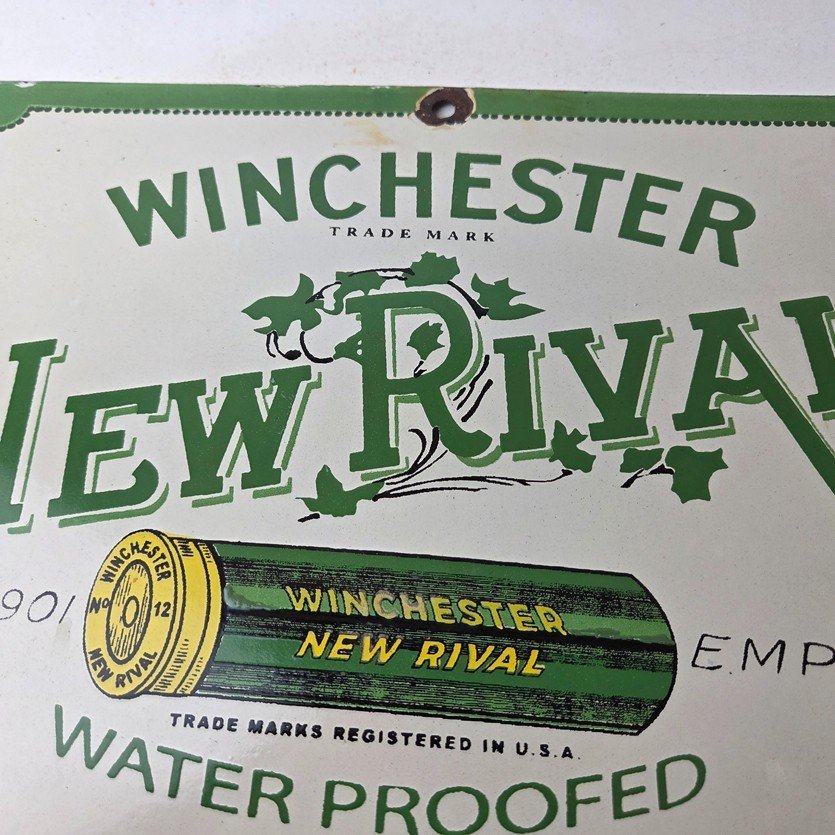 WINCHESTER
TRADE MARK
NEW RIVAL
WINCHESTER
No 12
NEW RIVAL
WINCHESTER
NEW RIVAL
901
E.M.P
TRADE MARKS REGISTERED IN U.S.A.
WATER PROOFED